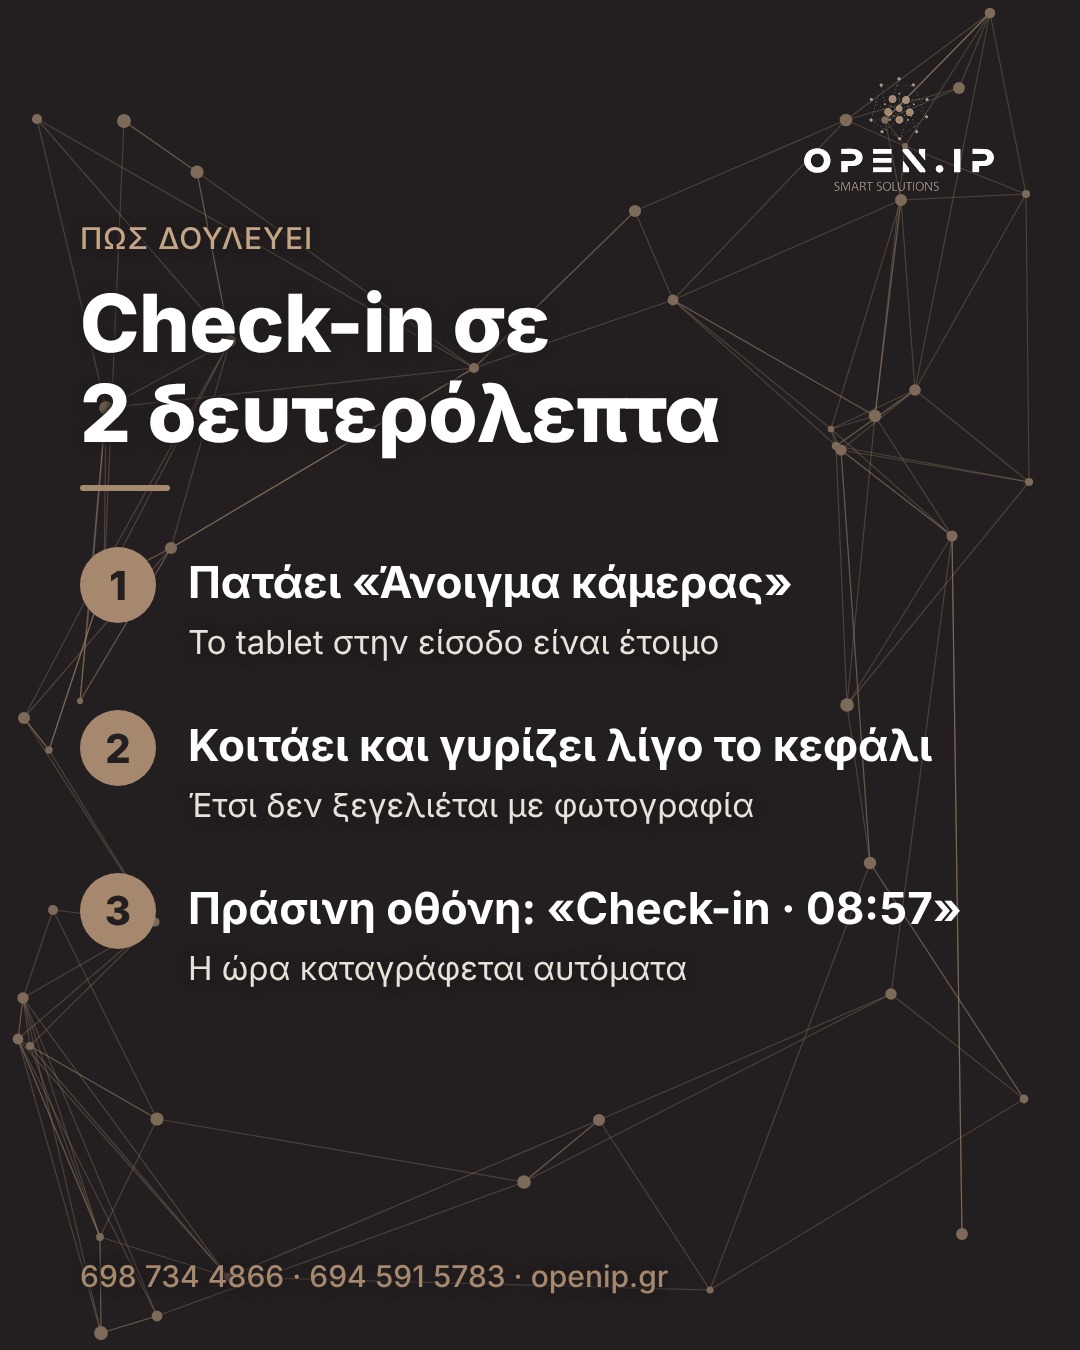 OPEN.IP
SMART SOLUTIONS
ΠΩΣ ΔΟΥΛΕΥΕΙ
Check-in σε
2 δευτερόλεπτα
1
Πατάει «Άνοιγμα κάμερας»
Το tablet στην είσοδο είναι έτοιμο
2
Κοιτάει και γυρίζει λίγο το κεφάλι
Έτσι δεν ξεγελιέται με φωτογραφία
3
Πράσινη οθόνη: «Check-in · 08:57»
Η ώρα καταγράφεται αυτόματα
698 734 4866 · 694 591 5783 · openip.gr